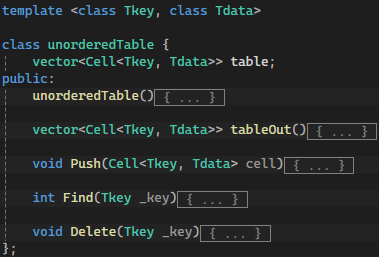 template <class Tkey, class Tdata>
class unorderedTable {
vector<Cell<Tkey, Tdata>> table;
public:
unorderedTable(){ ... }
vector<Cell<Tkey, Tdata>> tableOut(){ ... }
void Push(Cell<Tkey, Tdata> cell){ ... }
int Find(Tkey _key){ ... }
void Delete(Tkey _key){ ... }
};